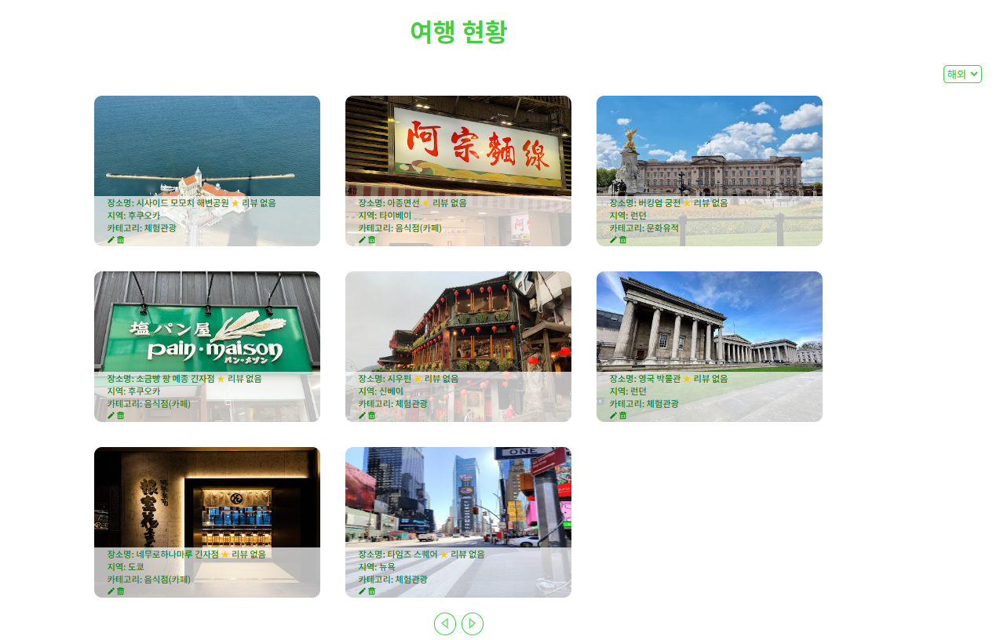 여행 현황
해외
阿宗麵線
48
장소명: 시사이드 모모치 해변공원 ★ 리뷰 없음
지역: 후쿠오카
카테고리: 체험관광
장소명: 아종면선 ★ 리뷰 없음
지역: 타이베이
카테고리: 음식점(카페)
장소명: 버킹엄 궁전 ★ 리뷰 없음
지역: 런던
카테고리: 문화유적
塩パン屋
pain·maison
パン・メゾン
장소명: 소금빵 팡 메종 긴자점 ★ 리뷰 없음
지역: 후쿠오카
카테고리: 음식점(카페)
장소명: 지우펀 ★ 리뷰 없음
지역: 신베이
카테고리: 체험관광
장소명: 영국 박물관 ★ 리뷰 없음
지역: 런던
카테고리: 체험관광
根室花まる
ONE
장소명: 네무로하나마루 긴자점 ★ 리뷰 없음
지역: 도쿄
카테고리: 음식점(카페)
장소명: 타임즈 스퀘어 ★ 리뷰 없음
지역: 뉴욕
카테고리: 체험관광